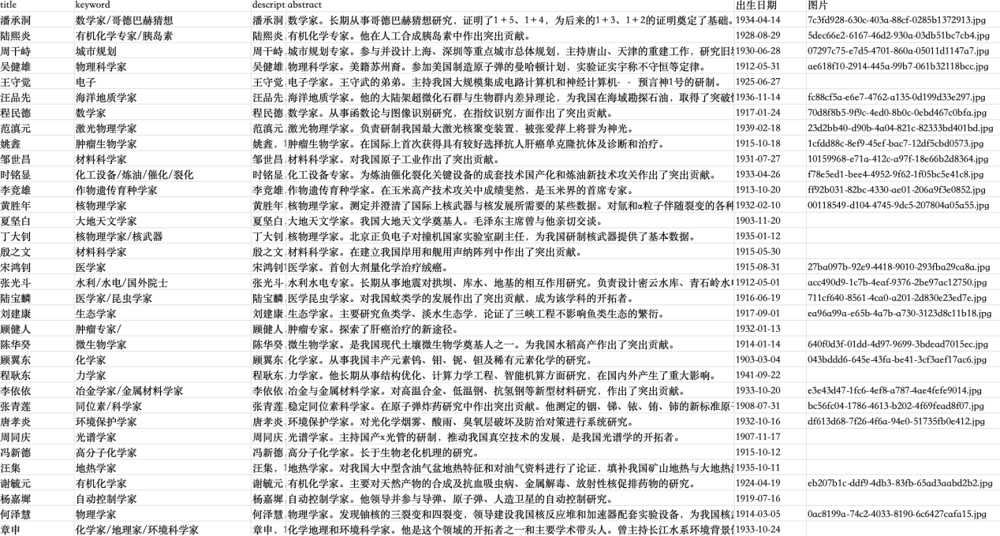 title keyword descript abstract 出生日期 图片
潘承洞 数学家/哥德巴赫猜想 潘承洞, 数学家。长期从事哥德巴赫猜想研究，证明了1+5、1+4，为后来的1+3、1+2的证明奠定了基础。 1934-04-14 7c3fd928-630c-403a-88cf-0285b1372913.jpg
陆熙炎 有机化学专家/胰岛素 陆熙炎, 有机化学专家。他在人工合成胰岛素中作出突出贡献。 1928-08-29 5dec66e2-6167-46d2-930a-03db51bc7cb4.jpg
周干峙 城市规划 周干峙, 城市规划专家。参与并设计上海、深圳等重点城市总体规划，主持唐山、天津的重建工作，研究旧 1930-06-28 07297c75-e7d5-4701-860a-05011d1147a7.jpg
吴健雄 物理科学家 吴健雄, 物理科学家。美籍苏州裔。参加美国制造原子弹的曼哈顿计划，实验证实宇称不守恒等定律。 1912-05-31 ae618f10-2914-445a-99b7-061b32118bcc.jpg
王守觉 电子 王守觉, 电子学家。王守武的弟弟。主持我国大规模集成电路计算机和神经计算机- - 预言神1号的研制。 1925-06-27
汪品先 海洋地质学家 汪品先, 海洋地质学家。他的大陆架超微化石群与生物群内差异理论，为我国在海域勘探石油，取得了突破 1936-11-14 fc88cf5a-e6e7-4762-a135-0d199d33e297.jpg
程民德 数学家 程民德, 数学家。从事函数论与图像识别研究，在指纹识别方面作出了突出贡献。 1917-01-24 70d8f8b5-9f9c-4ed0-8b0c-0ebd467c0bfa.jpg
范滇元 激光物理学家 范滇元, 激光物理学家。负责研制我国最大激光核聚变装置，被张爱萍上将誉为神光。 1939-02-18 23d2bb40-d90b-4a04-821c-82333bd401bd.jpg
姚鑫 肿瘤生物学家 姚鑫，1 肿瘤生物学家。在国际上首次获得具有较好选择抗人肝癌单克隆抗体及诊断和治疗。 1915-10-18 1cfdd88c-8ef9-45ef-bac7-12df5cbd0573.jpg
邹世昌 材料科学家 邹世昌, 材料科学家。对我国原子工业作出了突出贡献。 1931-07-27 10159968-e71a-412c-a97f-18e66b2d8364.jpg
时铭显 化工设备/炼油/催化/裂化 时铭显, 化工设备专家。为炼油催化裂化关键设备的成套技术国产化和炼油新技术攻关作出了突出贡献。 1933-04-26 f78e5ed1-bee4-4952-9f62-1f05bc5e41c8.jpg
李竞雄 作物遗传育种学家 李竞雄, 作物遗传育种学家。在玉米高产技术攻关中成绩斐然，是玉米界的首席专家。 1913-10-20 ff92b031-82bc-4330-ae01-206a9f3e0852.jpg
黄胜年 核物理学家 黄胜年, 核物理学家。测定并澄清了国际上核武器与核发展所需要的某些数据。对氚和α粒子伴随裂变的各种 1932-02-10 00118549-d104-4745-9dc5-207804a05a55.jpg
夏坚白 大地天文学家 夏坚白, 大地天文学家。我国大地天文学奠基人。毛泽东主席曾与他亲切交谈。 1903-11-20
丁大钊 核物理学家/核武器 丁大钊, 核物理学家。北京正负电子对撞机国家实验室副主任，为我国研制核武器提供了基本数据。 1935-01-12
殷之文 材料科学家 殷之文, 材料科学家。在建立我国岸用和舰用声纳阵列中作出了突出贡献。 1915-05-30
宋鸿钊 医学家 宋鸿钊1 医学家。首创大剂量化学治疗绒癌。 1915-08-31 27ba097b-92e9-4418-9010-293fba29ca8a.jpg
张光斗 水利/水电/国外院士 张光斗, 水利水电专家。长期从事地震对拱坝、库水、地基的相互作用研究。负责设计密云水库、青石岭水 1912-05-01 acc490d9-1c7b-4eaf-9376-2be97ac12750.jpg
陆宝麟 医学家/昆虫学家 陆宝麟, 医学昆虫学家。对我国蚊类学的发展作出了突出贡献，成为该学科的开拓者。 1916-06-19 711cf640-8561-4ca0-a201-2d830e23ed7e.jpg
刘建康 生态学家 刘建康, 生态学家。主要研究鱼类学、淡水生态学，论证了三峡工程不影响鱼类生态的繁衍。 1917-09-01 ea96a99a-e65b-4a7b-a730-3123d8c11b18.jpg
顾健人 肿瘤专家/ 顾健人, 肿瘤专家。探索了肝癌治疗的新途径。 1932-01-13
陈华癸 微生物学家 陈华癸, 微生物学家。是我国现代土壤微生物学奠基人之一。为我国水稻高产作出了突出贡献。 1914-01-14 640f0d3f-01dd-4d97-9699-3bdead7015ec.jpg
顾翼东 化学家 顾翼东, 化学家。从事我国丰产元素钨、钼、铌、钽及稀有元素化学的研究。 1903-03-04 043bddd6-645e-43fa-be41-3cf3aef17ac6.jpg
程耿东 力学家 程耿东, 力学家。他长期从事结构优化、计算力学工程、智能机算方面研究，在国内外产生了重大影响。 1941-09-22
李依依 冶金学家/金属材料学家 李依依, 冶金与金属材料学家。对高温合金、低温钢、抗氢钢等新型材料研究，作出了突出贡献。 1933-10-20 e3e43d47-1fc6-4ef8-a787-4ae4fefe9014.jpg
张青莲 同位素/科学家 张青莲, 稳定同位素科学家。在原子弹炸药研究中作出突出贡献。他测定的铟、锑、铱、铕、铈的新标准原 1908-07-31 bc56fc04-1786-4613-b202-4f69fead8f07.jpg
唐孝炎 环境保护学家 唐孝炎, 环境保护学家。对光化学烟雾、酸雨、臭氧层破坏及防治对策进行系统研究。 1932-10-16 df613d68-7f26-4f6a-94e0-51735fb0e412.jpg
周同庆 光谱学家 周同庆, 光谱学家。主持国产x光管的研制，推动我国真空技术的发展，是我国光谱学的开拓者。 1907-11-17
冯新德 高分子化学家 冯新德, 高分子化学家。长于生物老化机理的研究。 1915-10-12
汪集 地热学家 汪集，1 地热学家。对我国大中型含油气盆地热特征和对油气资料进行了论证，填补我国矿山地热与大地热 1935-10-11
谢毓元 有机化学家 谢毓元, 有机化学家。主要对天然产物的合成及抗血吸虫病、金属解毒、放射性核促排药物的研究。 1924-04-19 eb207b1c-ddf9-4db3-83fb-65ad3aabd2b2.jpg
杨嘉墀 自动控制学家 杨嘉墀, 自动控制学家。他领导并参与导弹、原子弹、人造卫星的自动控制研究。 1919-07-16
何泽慧 物理学家 何泽慧, 物理学家。发现铀核的三裂变和四裂变，领导建设我国核反应堆和加速器配套实验设备，为我国核 1914-03-05 0ac8199a-74c2-4033-8190-6c6427cafa15.jpg
章申 化学家/地理家/环境科学家 章申，1 化学地理和环境科学家。他是这个领域的开拓者之一和主要学术带头人。曾主持长江水系环境背景 1933-10-24